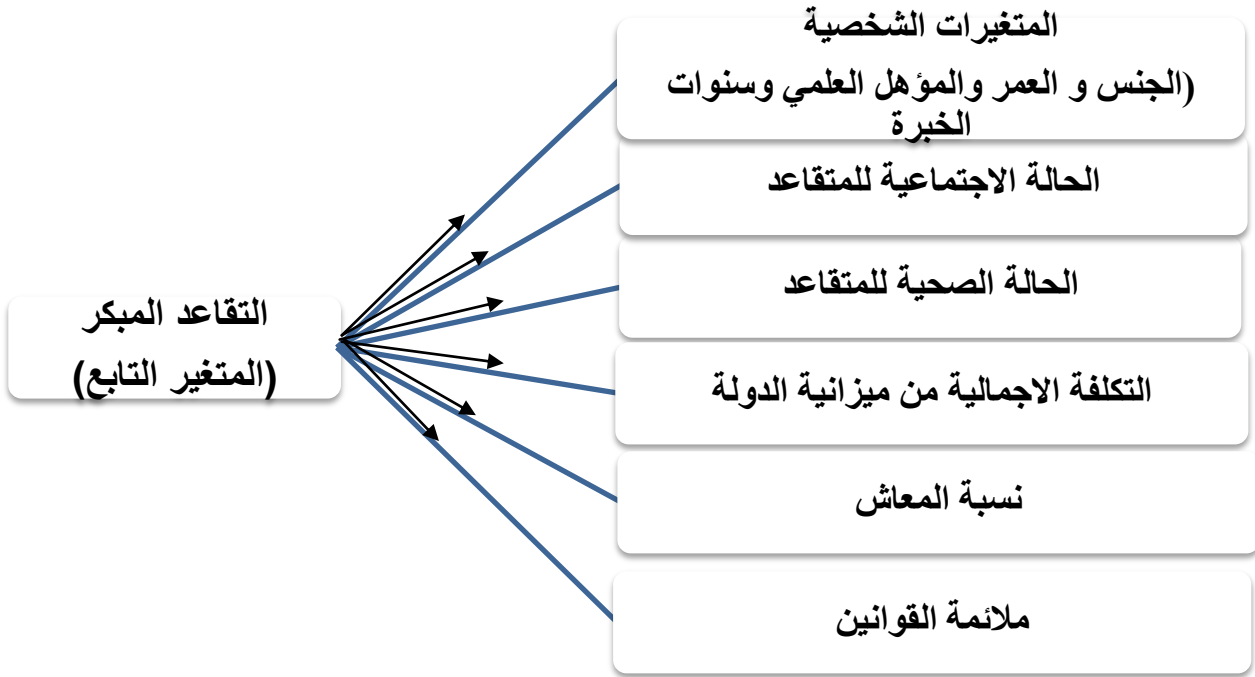 المتغيرات الشخصية
(الجنس و العمر والمؤهل العلمي وسنوات
الخبرة
الحالة الاجتماعية للمتقاعد
الحالة الصحية للمتقاعد
التقاعد المبكر
(المتغير التابع)
التكلفة الاجمالية من ميزانية الدولة
نسبة المعاش
ملائمة القوانين